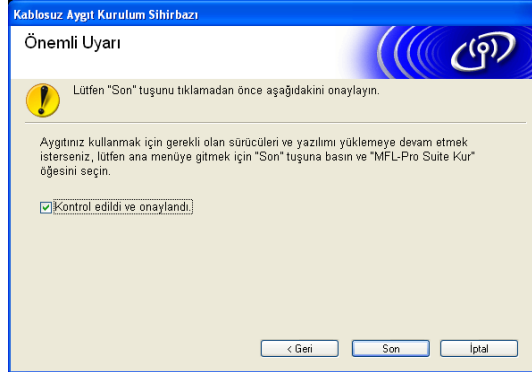 Kablosuz Aygıt Kurulum Sihirbazı
Önemli Uyarı
Lütfen "Son" tuşunu tıklamadan önce aşağıdakini onaylayın.
Aygıtınız kullanmak için gerekli olan sürücüleri ve yazılımı yüklemeye devam etmek
isterseniz, lütfen ana menüye gitmek için "Son" tuşuna basın ve "MFL-Pro Suite Kur"
öğesini seçin.
Kontrol edildi ve onaylandı.
< Geri
Son
İptal